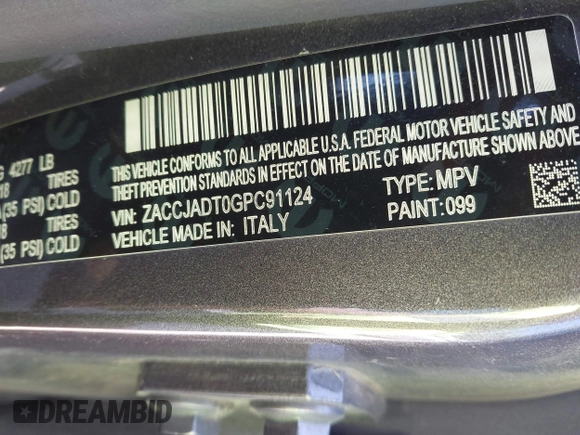 G 4277 LB
THIS VEHICLE CONFORMS TO ALL APPLICABLE U.S.A. FEDERAL MOTOR VEHICLE SAFETY AND
THEFT PREVENTION STANDARDS IN EFFECT ON THE DATE OF MANUFACTURE SHOWN ABOVE.
18 TIRES
(35 PSI) COLD
VIN: ZACCJADT0GPC91124 TYPE: MPV
18 TIRES
VEHICLE MADE IN: ITALY PAINT: 099
(35 PSI) COLD
DREAMBID